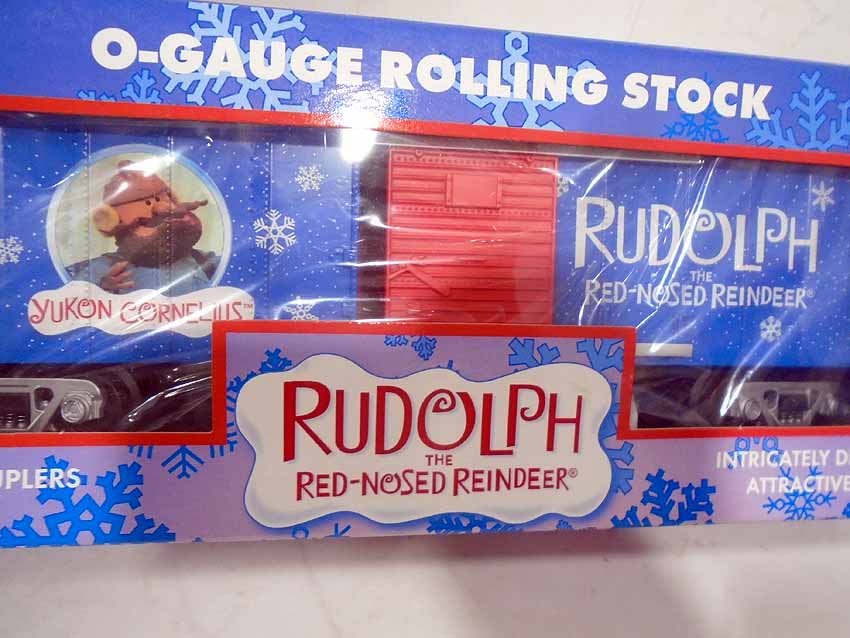 O-GAUGE ROLLING STOCK
YUKON CORNELIUS™
RUDOLPH
THE
RED-NOSED REINDEER®
RUDOLPH
THE
RED-NOSED REINDEER®
UPLERS
INTRICATELY D
ATTRACTIVE